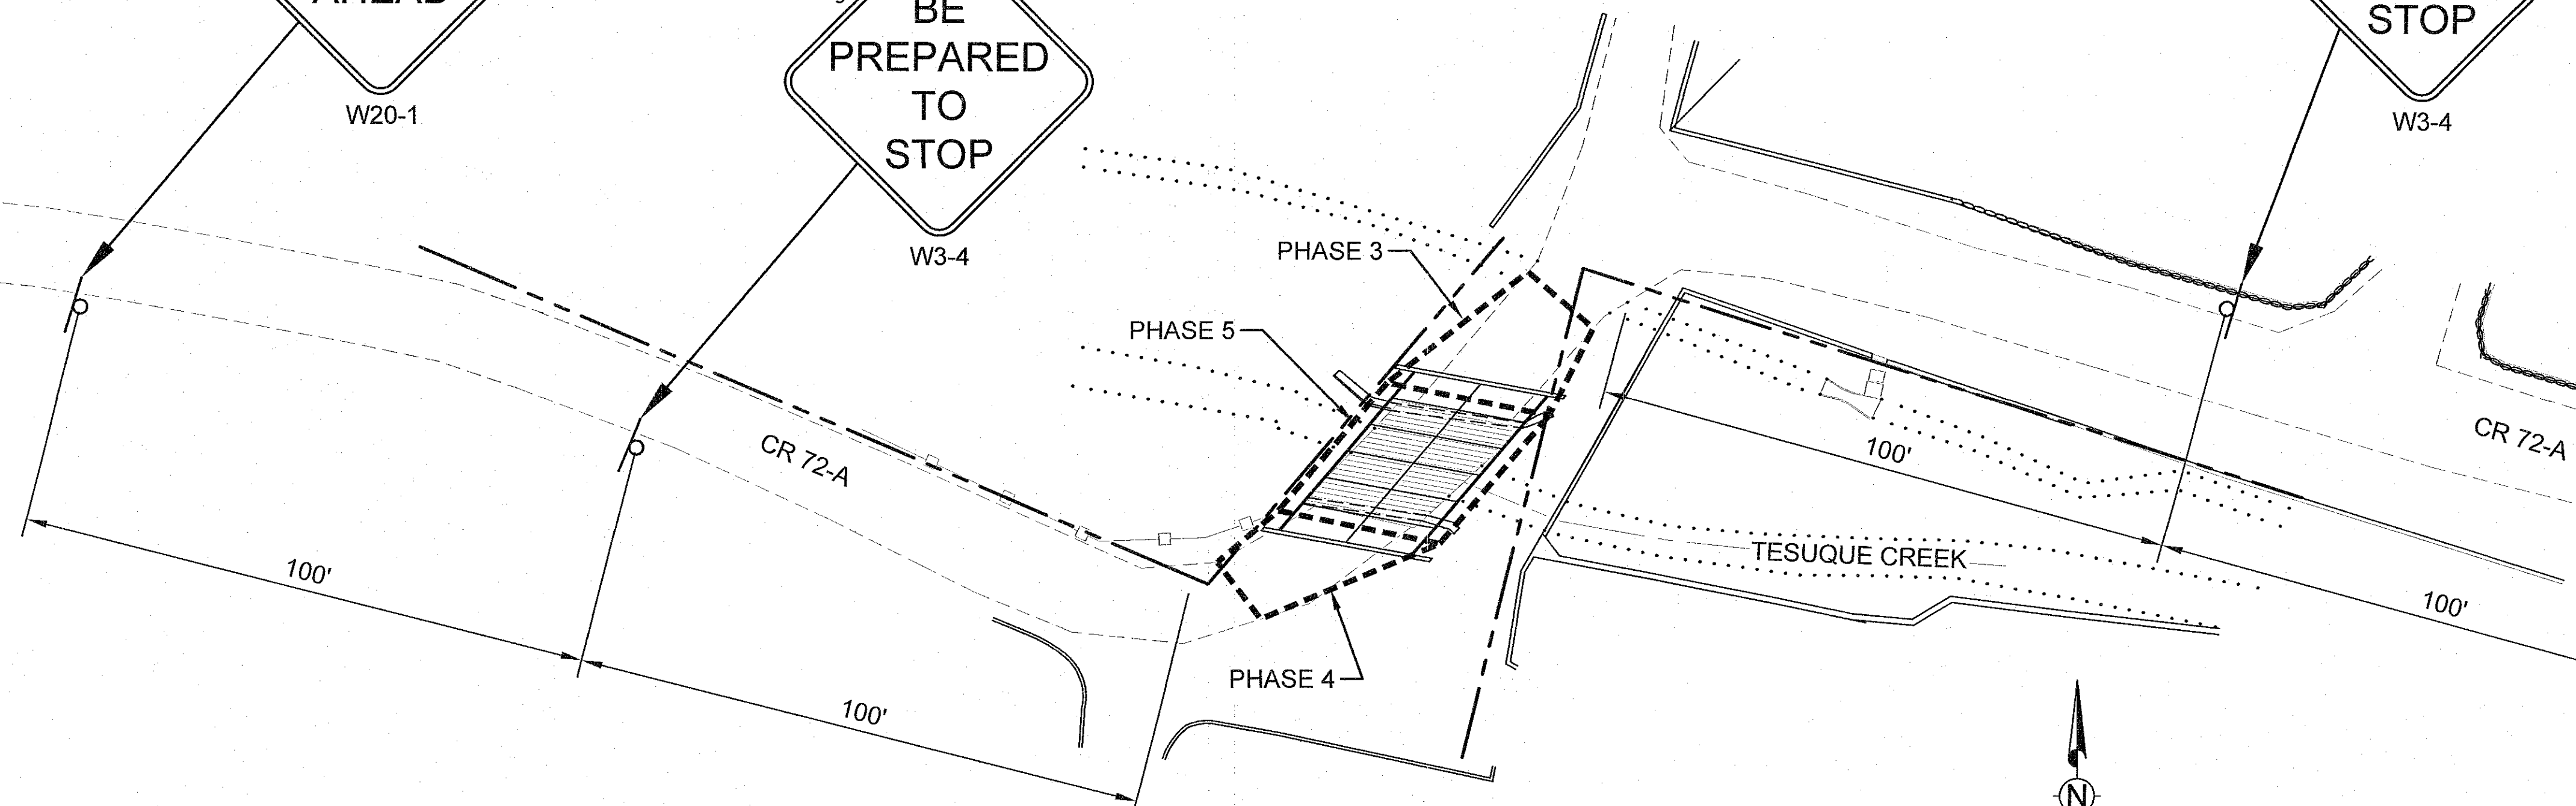 AHEAD
W20-1
BE
PREPARED
TO
STOP
W3-4
STOP
W3-4
PHASE 3
PHASE 5
CR 72-A
100'
CR 72-A
TESUQUE CREEK
100'
100'
100'
PHASE 4
N